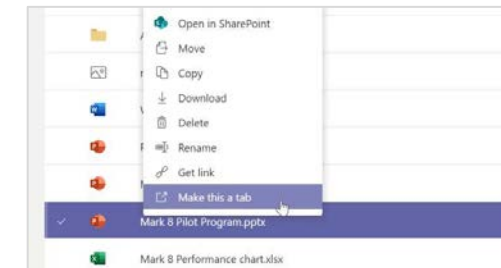 Open in SharePoint
Move
Copy
Download
Delete
Rename
Get link
Make this a tab
Mark 8 Pilot Program.pptx
Mark 8 Performance chart.xlsx